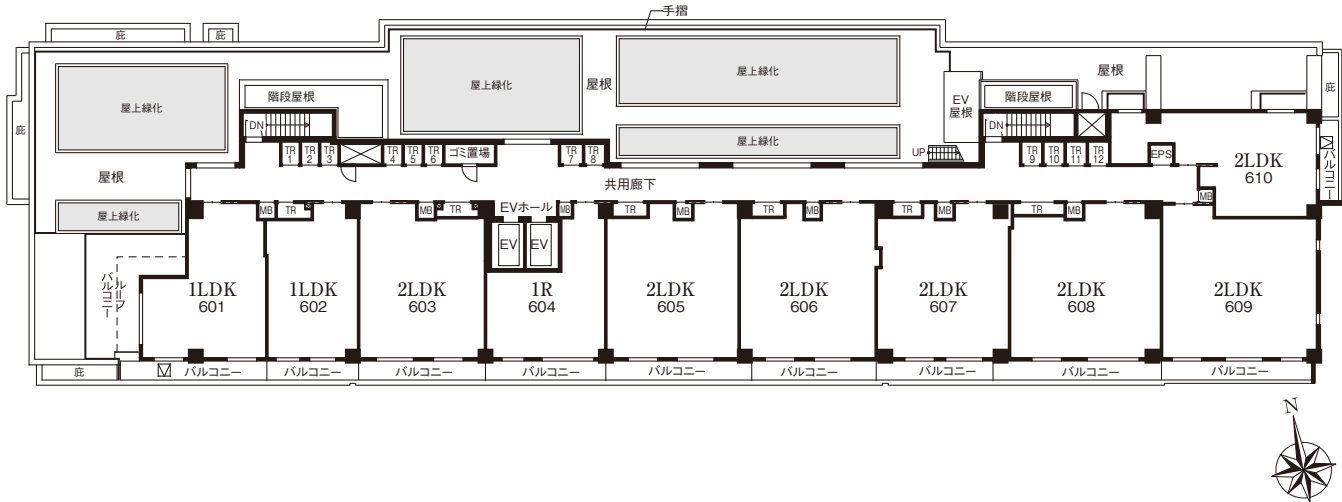 手摺
庇
庇
屋上緑化
屋上緑化
屋根
屋上緑化
屋根
庇
屋上緑化
階段屋根
EV
屋根
階段屋根
庇
DN
DN
屋上緑化
TR
1
TR
2
TR
3
TR
4
TR
5
TR
6
ゴミ置場
TR
7
TR
8
UP
TR
9
TR
10
TR
11
TR
12
EPS
2LDK
610
バルコニー
屋根
共用廊下
屋上緑化
MB
TR
MB
TR
EVホール
MB
TR
MB
TR
MB
TR
MB
TR
MB
MB
EV
EV
ルーフ
バルコニー
1LDK
601
1LDK
602
2LDK
603
1R
604
2LDK
605
2LDK
606
2LDK
607
2LDK
608
2LDK
609
庇
バルコニー
バルコニー
バルコニー
バルコニー
バルコニー
バルコニー
バルコニー
バルコニー
バルコニー
N